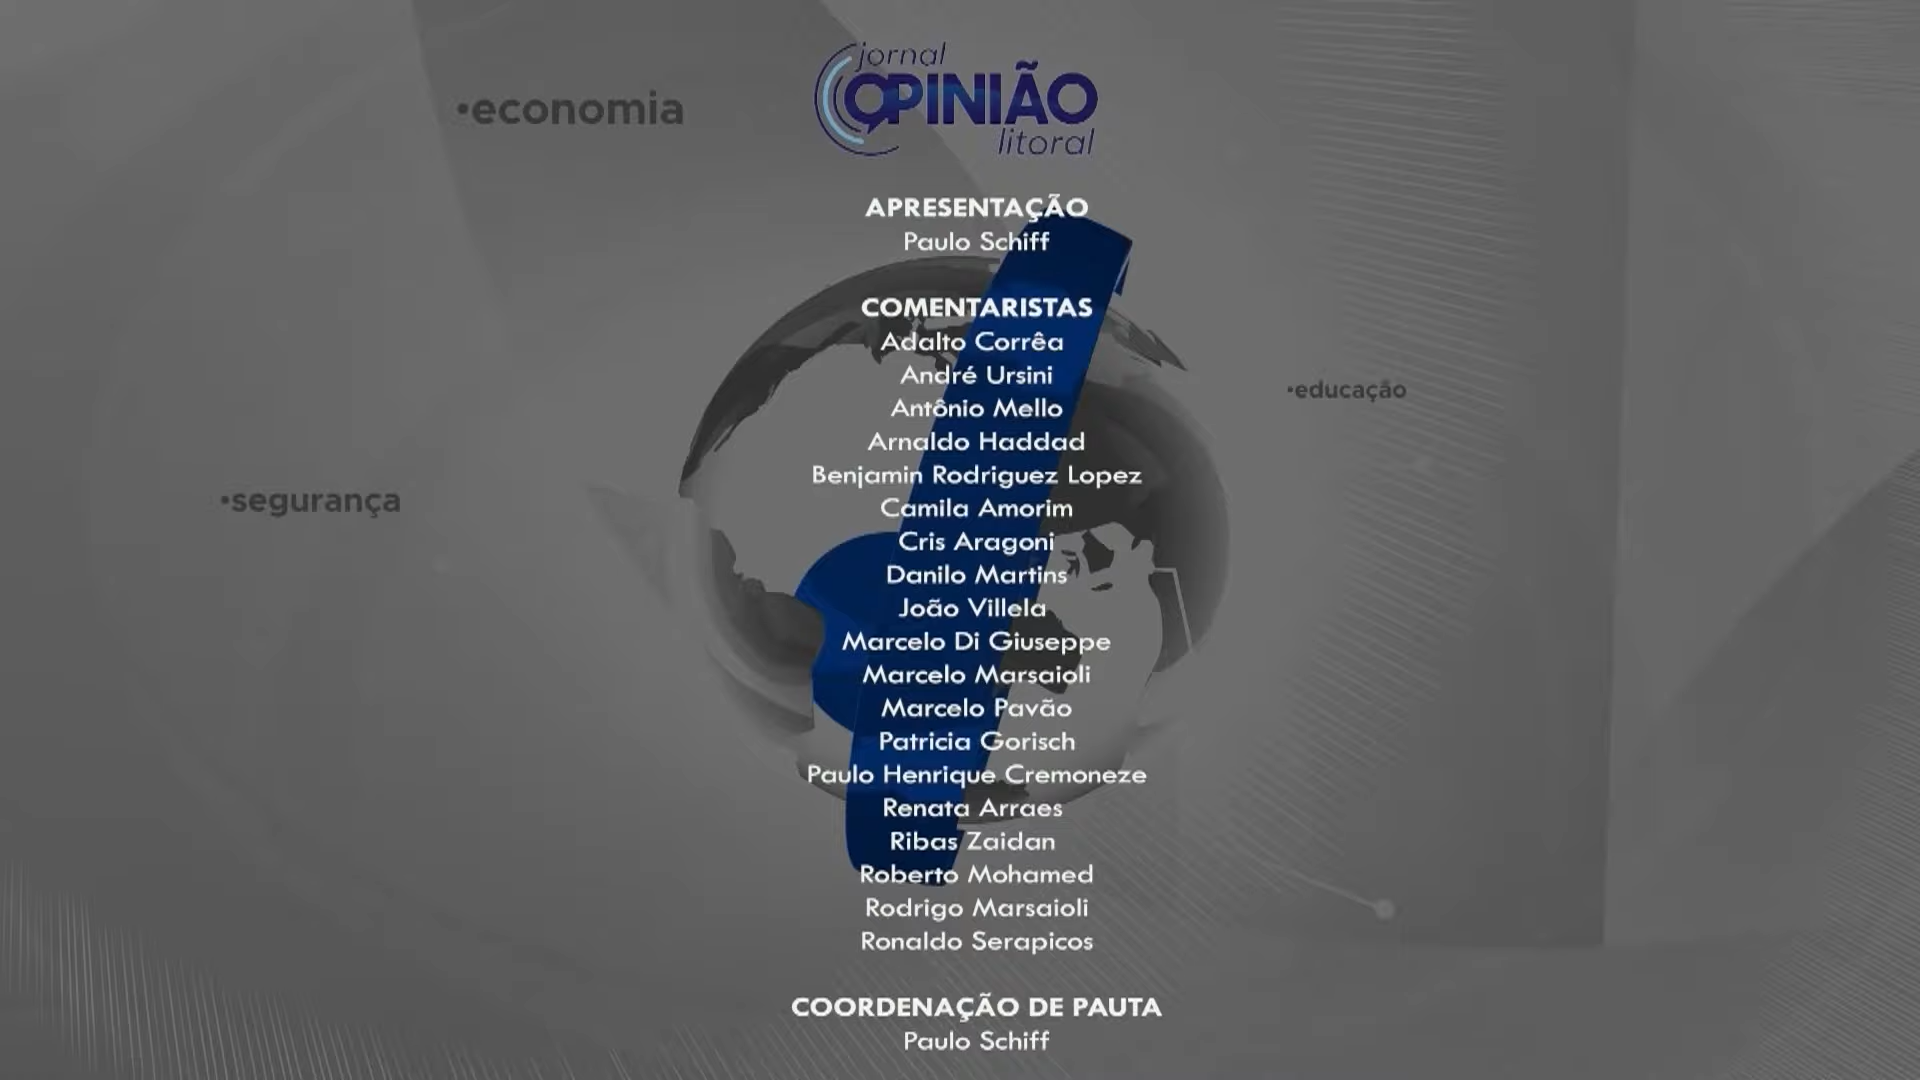 jornal
OPINIÃO
litoral
•economia
APRESENTAÇÃO
Paulo Schiff
COMENTARISTAS
Adalto Corrêa
André Ursini
•educação
Antônio Mello
Arnaldo Haddad
Benjamin Rodriguez Lopez
•segurança
Camila Amorim
Cris Aragoni
Danilo Martins
João Villela
Marcelo Di Giuseppe
Marcelo Marsaioli
Marcelo Pavão
Patricia Gorisch
Paulo Henrique Cremoneze
Renata Arraes
Ribas Zaidan
Roberto Mohamed
Rodrigo Marsaioli
Ronaldo Serapicos
COORDENAÇÃO DE PAUTA
Paulo Schiff